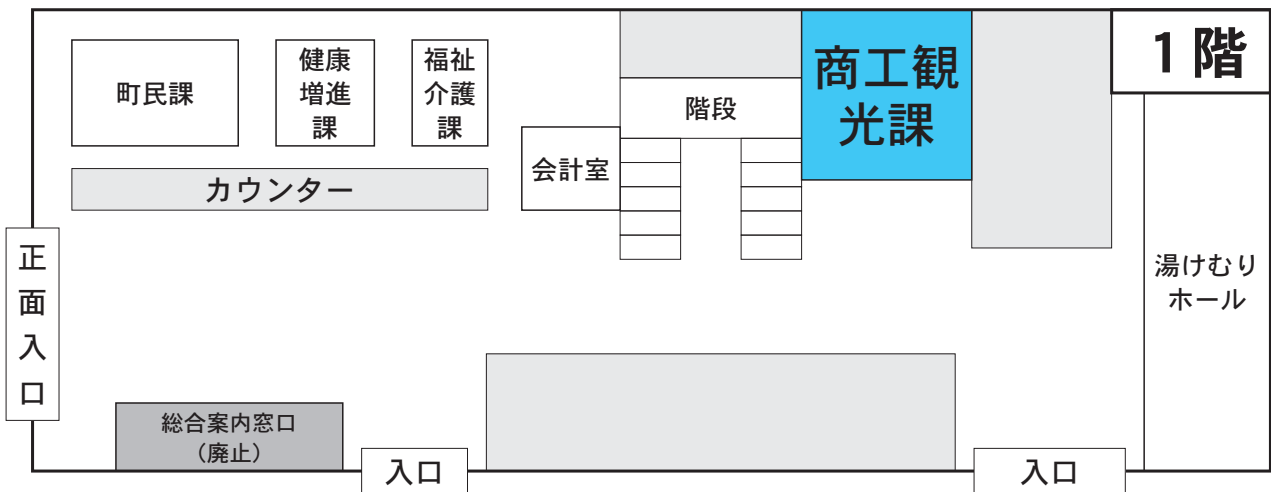 1階
町民課
健康
増進
課
福祉
介護
課
階段
商工観
光課
会計室
カウンター
正面入口
湯けむり
ホール
総合案内窓口
（廃止）
入口
入口